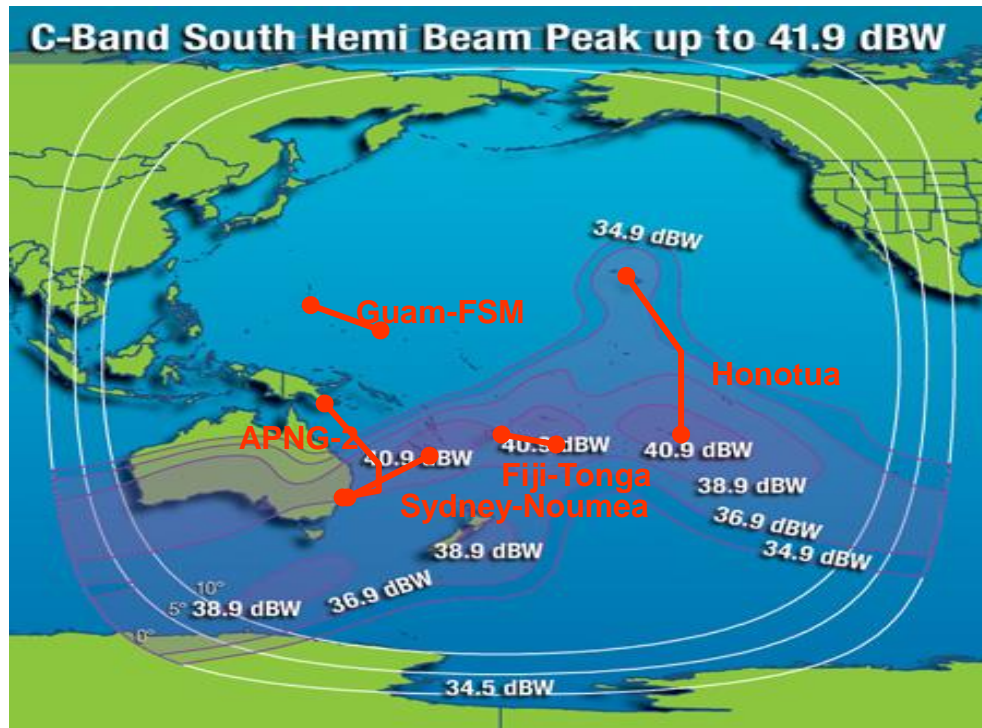 C-Band South Hemi Beam Peak up to 41.9 dBW
34.9 dBW
Guam-FSM
Honotua
APNG-2
40.9 dBW
40.9 dBW
40.9 dBW
Fiji-Tonga
38.9 dBW
Sydney-Noumea
36.9 dBW
38.9 dBW
34.9 dBW
10°
36.9 dBW
5°
38.9 dBW
0°
34.5 dBW